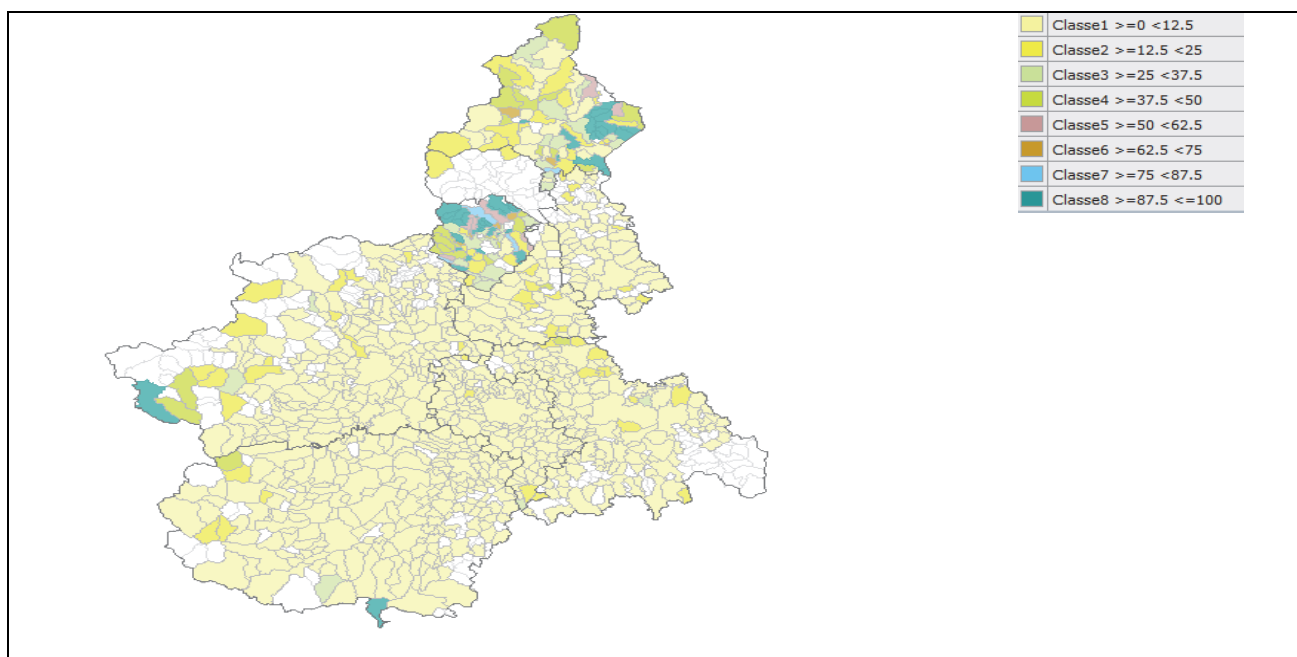 Classe1 >=0 <12.5
Classe2 >=12.5 <25
Classe3 >=25 <37.5
Classe4 >=37.5 <50
Classe5 >=50 <62.5
Classe6 >=62.5 <75
Classe7 >=75 <87.5
Classe8 >=87.5 <=100